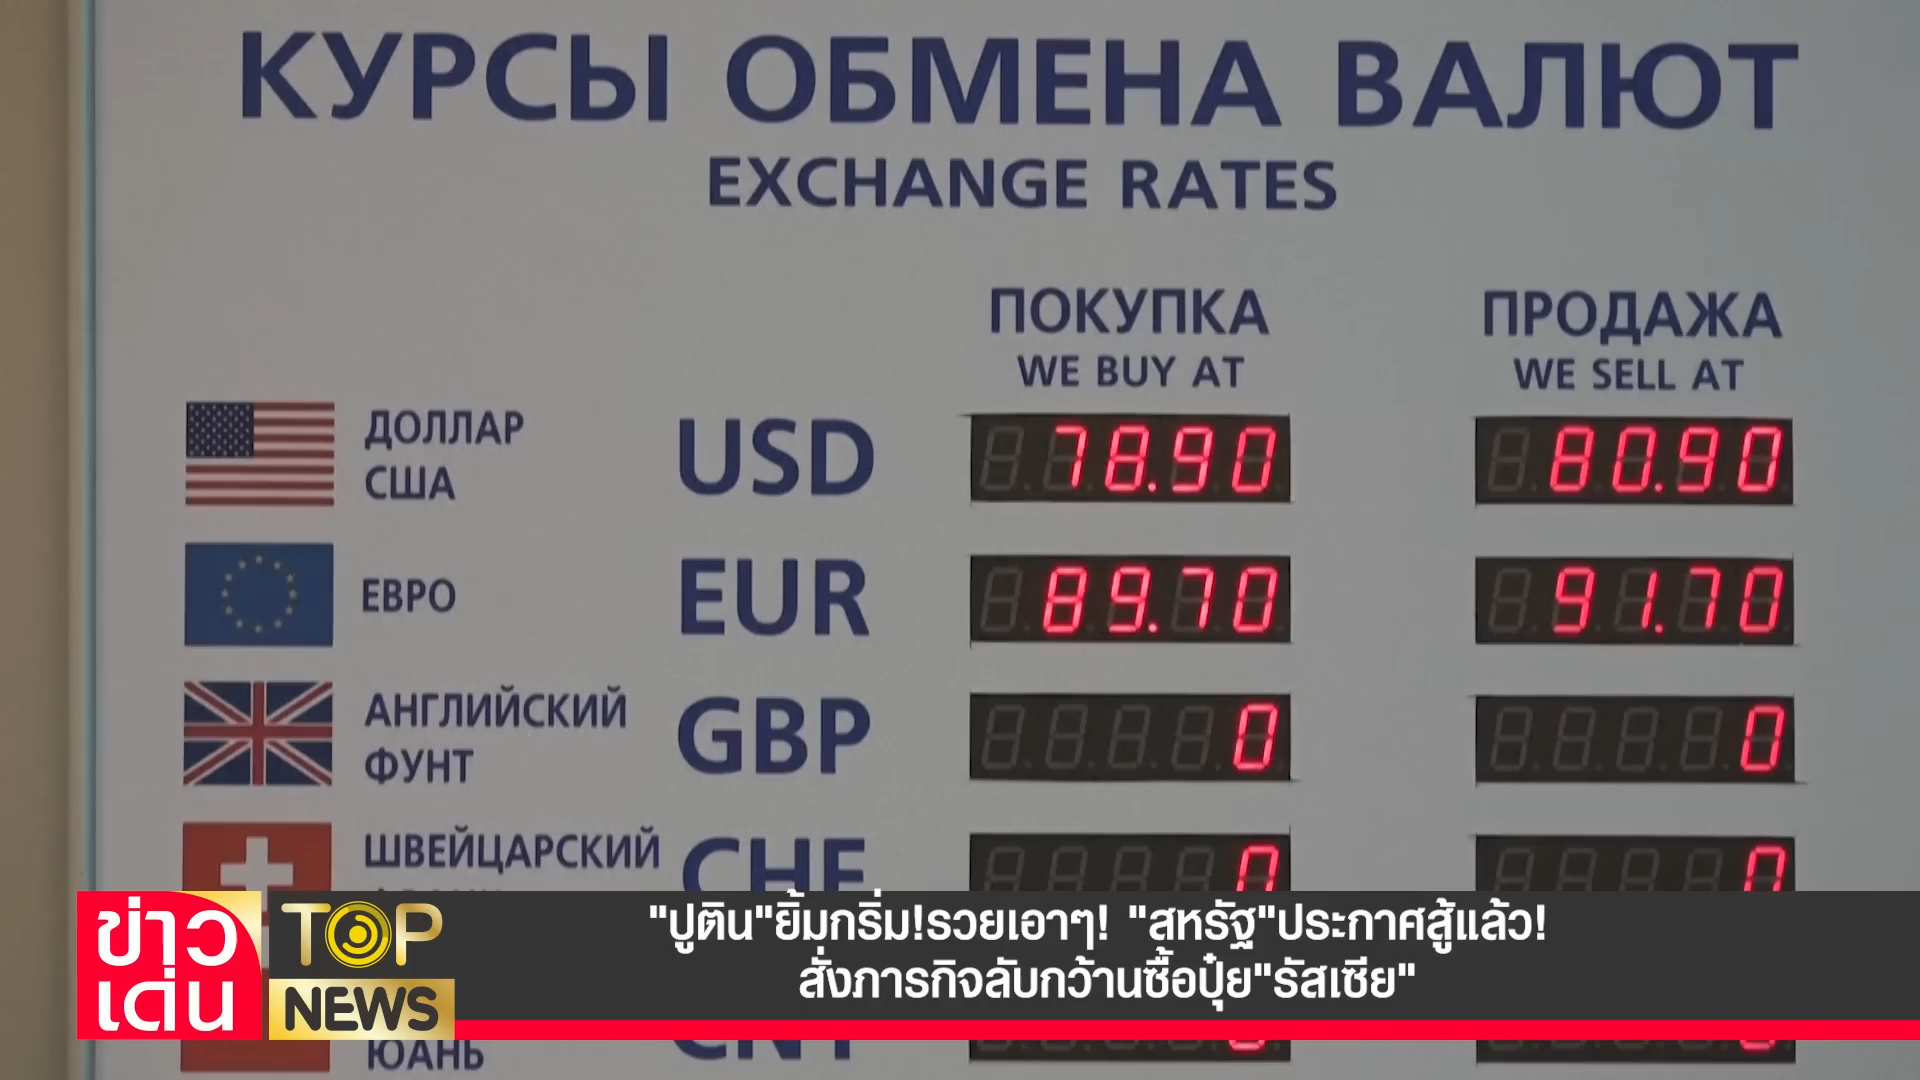 КУРСЫ ОБМЕНА ВАЛЮТ
EXCHANGE RATES
ПОКУПКА ПРОДАЖА
WE BUY AT WE SELL AT
ДОЛЛАР
США
USD 78.90 80.90
ЕВРО EUR 89.70 91.70
АНГЛИЙСКИЙ
ФУНТ
GBP 0 0
ШВЕЙЦАРСКИЙ CHF 0 0
ЮАНЬ CNY
ข่าว
เด่น
TOP
NEWS
"ปูติน"ยิ้มกริ่ม!รวยเอาๆ! "สหรัฐ"ประกาศสู้แล้ว!
สั่งภารกิจลับกว้านซื้อปุ๋ย"รัสเซีย"